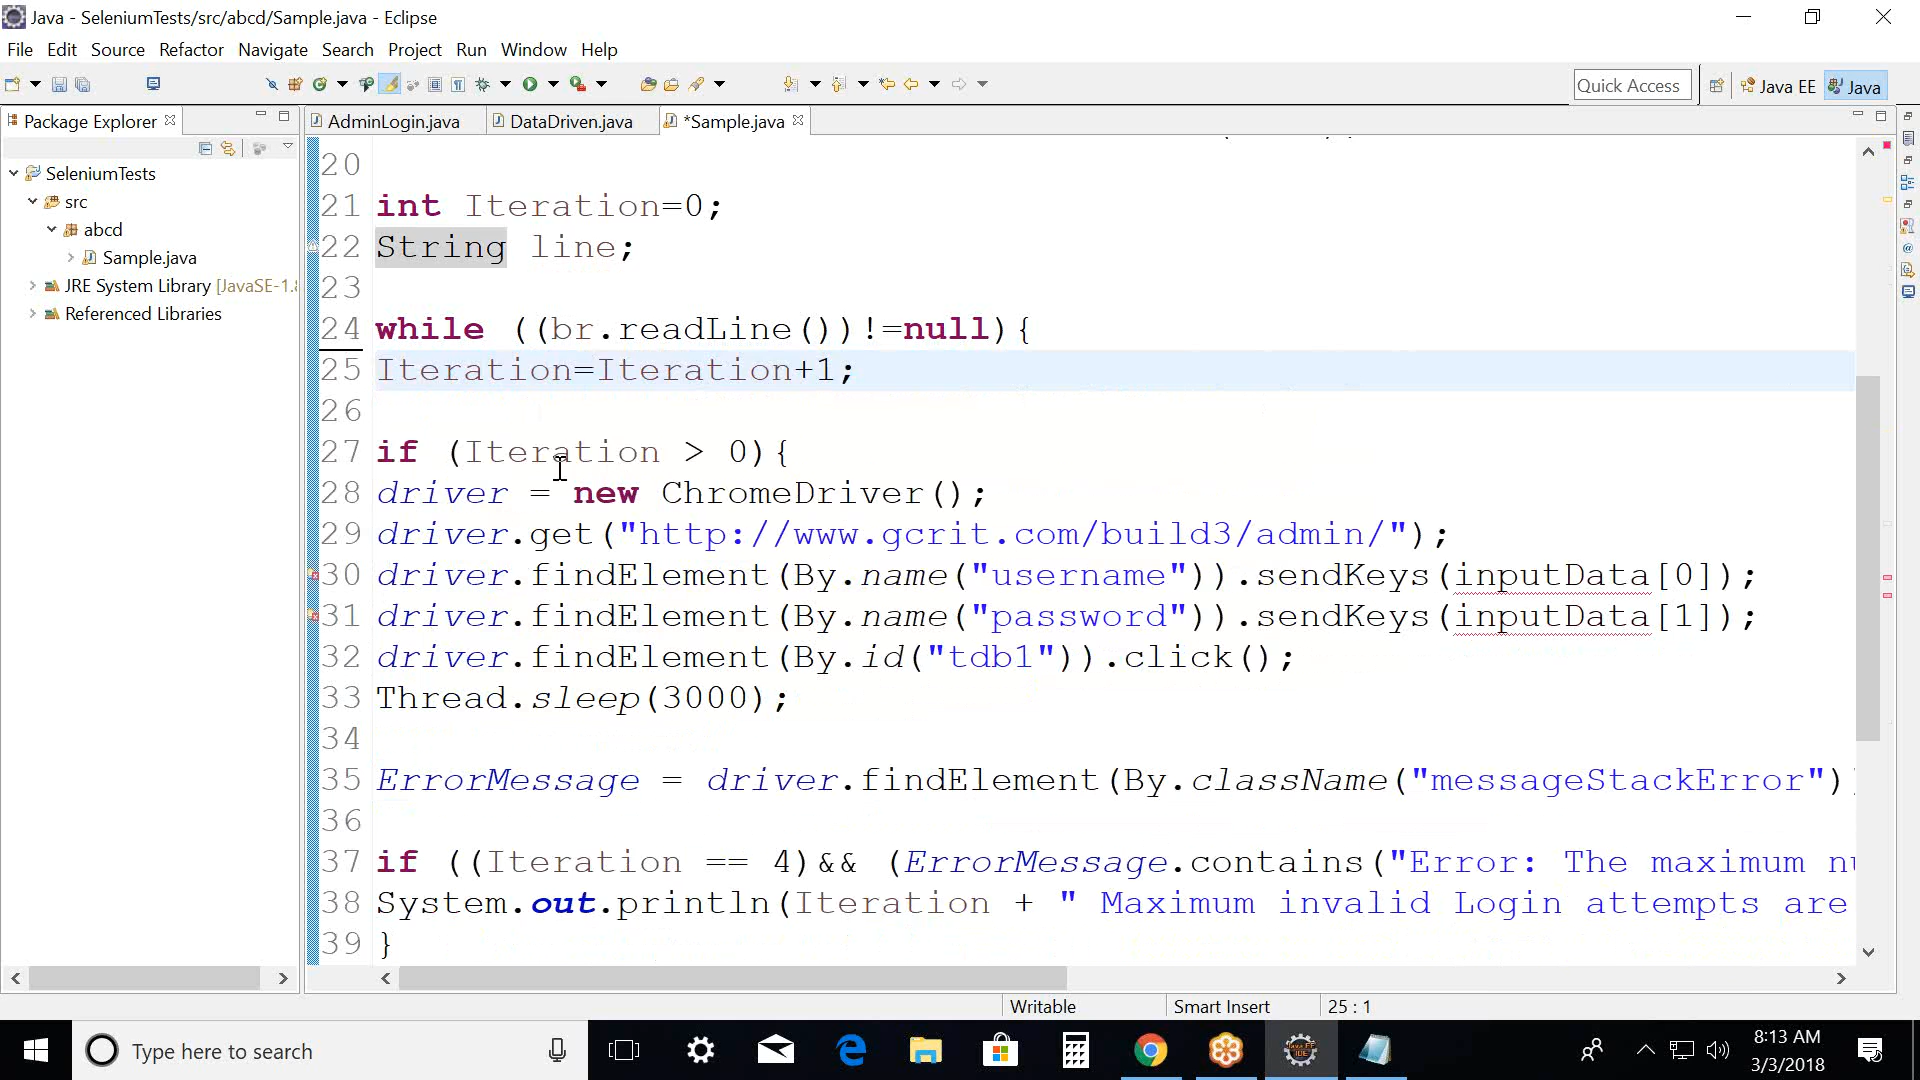 Java - SeleniumTests/src/abcd/Sample.java - Eclipse
File Edit Source Refactor Navigate Search Project Run Window Help
Quick Access
Java EE
Java
Package Explorer
AdminLogin.java
DataDriven.java
*Sample.java
SeleniumTests
src
abcd
Sample.java
JRE System Library [JavaSE-1.8
Referenced Libraries
20
21 int Iteration=0;
22 String line;
23
24 while ((br.readLine())!=null){
25 Iteration=Iteration+1;
26
27 if (Iteration > 0){
28 driver = new ChromeDriver();
29 driver.get("http://www.gcrit.com/build3/admin/");
30 driver.findElement(By.name("username")).sendKeys(inputData[0]);
31 driver.findElement(By.name("password")).sendKeys(inputData[1]);
32 driver.findElement(By.id("tdb1")).click();
33 Thread.sleep(3000);
34
35 ErrorMessage = driver.findElement(By.className("messageStackError")
36
37 if ((Iteration == 4)&& (ErrorMessage.contains("Error: The maximum
38 System.out.println(Iteration + " Maximum invalid Login attempts are
39 }
Writable
Smart Insert
25 : 1
Type here to search
8:13 AM
3/3/2018